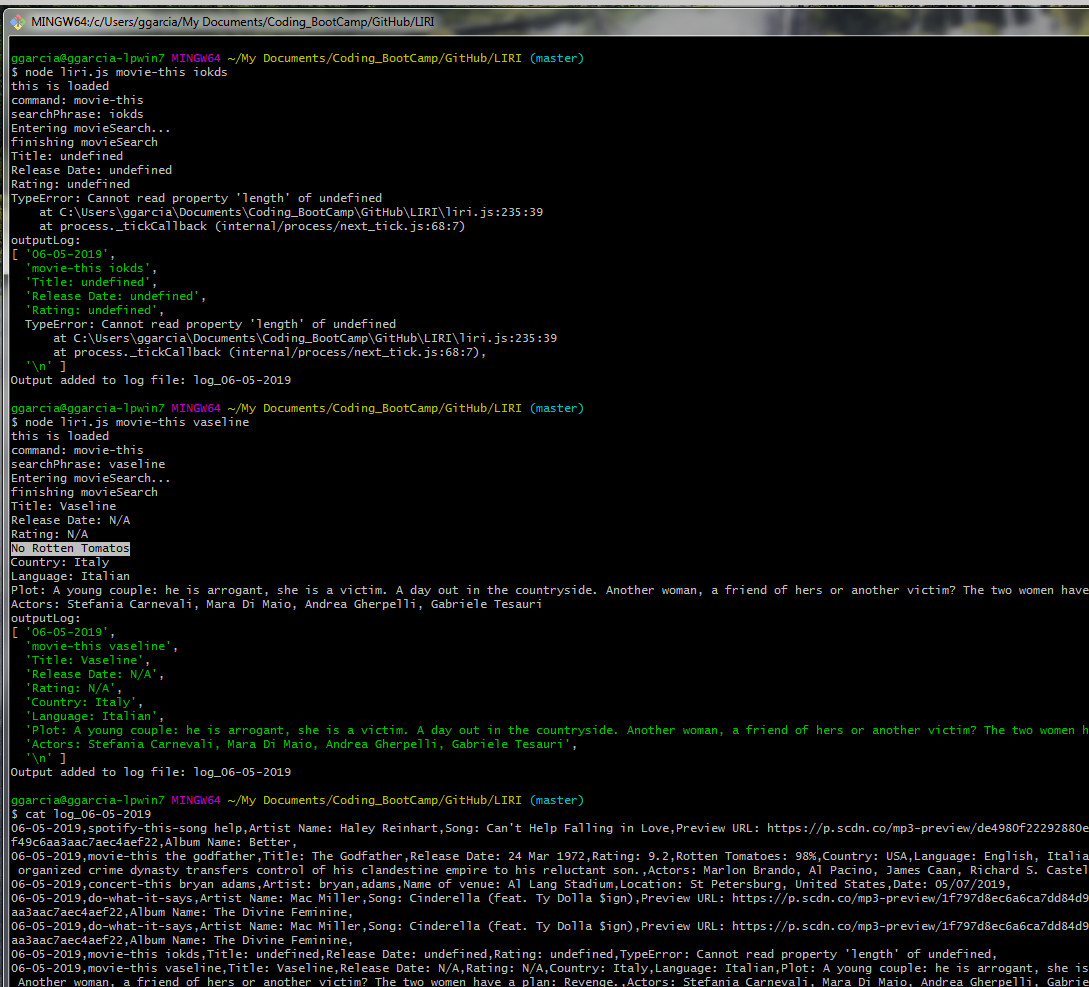 MINGW64:/c/Users/ggarcia/My Documents/Coding_BootCamp/GitHub/LIRI
ggarcia@ggarcia-lpwin7 MINGW64 ~/My Documents/Coding_BootCamp/GitHub/LIRI (master)
$ node liri.js movie-this iokds
this is loaded
command: movie-this
searchPhrase: iokds
Entering movieSearch...
finishing movieSearch
Title: undefined
Release Date: undefined
Rating: undefined
TypeError: Cannot read property 'length' of undefined
    at C:\Users\ggarcia\Documents\Coding_BootCamp\GitHub\LIRI\liri.js:235:39
    at process._tickCallback (internal/process/next_tick.js:68:7)
outputLog:
[ '06-05-2019',
  'movie-this iokds',
  'Title: undefined',
  'Release Date: undefined',
  'Rating: undefined',
  TypeError: Cannot read property 'length' of undefined
      at C:\Users\ggarcia\Documents\Coding_BootCamp\GitHub\LIRI\liri.js:235:39
      at process._tickCallback (internal/process/next_tick.js:68:7),
  '\n' ]
Output added to log file: log_06-05-2019
ggarcia@ggarcia-lpwin7 MINGW64 ~/My Documents/Coding_BootCamp/GitHub/LIRI (master)
$ node liri.js movie-this vaseline
this is loaded
command: movie-this
searchPhrase: vaseline
Entering movieSearch...
finishing movieSearch
Title: Vaseline
Release Date: N/A
Rating: N/A
No Rotten Tomatos
Country: Italy
Language: Italian
Plot: A young couple: he is arrogant, she is a victim. A day out in the countryside. Another woman, a friend of hers or another victim? The two women have
Actors: Stefania Carnevali, Mara Di Maio, Andrea Gherpelli, Gabriele Tesauri
outputLog:
[ '06-05-2019',
  'movie-this vaseline',
  'Title: Vaseline',
  'Release Date: N/A',
  'Rating: N/A',
  'Country: Italy',
  'Language: Italian',
  'Plot: A young couple: he is arrogant, she is a victim. A day out in the countryside. Another woman, a friend of hers or another victim? The two women h
  'Actors: Stefania Carnevali, Mara Di Maio, Andrea Gherpelli, Gabriele Tesauri',
  '\n' ]
Output added to log file: log_06-05-2019
ggarcia@ggarcia-lpwin7 MINGW64 ~/My Documents/Coding_BootCamp/GitHub/LIRI (master)
$ cat log_06-05-2019
06-05-2019,spotify-this-song help,Artist Name: Haley Reinhart,Song: Can't Help Falling in Love,Preview URL: https://p.scdn.co/mp3-preview/de4980f22292880e
f49c6aa3aac7aec4aef22,Album Name: Better,
06-05-2019,movie-this the godfather,Title: The Godfather,Release Date: 24 Mar 1972,Rating: 9.2,Rotten Tomatoes: 98%,Country: USA,Language: English, Italia
 organized crime dynasty transfers control of his clandestine empire to his reluctant son.,Actors: Marlon Brando, Al Pacino, James Caan, Richard S. Castel
06-05-2019,concert-this bryan adams,Artist: bryan,adams,Name of venue: Al Lang Stadium,Location: St Petersburg, United States,Date: 05/07/2019,
06-05-2019,do-what-it-says,Artist Name: Mac Miller,Song: Cinderella (feat. Ty Dolla $ign),Preview URL: https://p.scdn.co/mp3-preview/1f797d8ec6a6ca7dd84d9
aa3aac7aec4aef22,Album Name: The Divine Feminine,
06-05-2019,do-what-it-says,Artist Name: Mac Miller,Song: Cinderella (feat. Ty Dolla $ign),Preview URL: https://p.scdn.co/mp3-preview/1f797d8ec6a6ca7dd84d9
aa3aac7aec4aef22,Album Name: The Divine Feminine,
06-05-2019,movie-this iokds,Title: undefined,Release Date: undefined,Rating: undefined,TypeError: Cannot read property 'length' of undefined,
06-05-2019,movie-this vaseline,Title: Vaseline,Release Date: N/A,Rating: N/A,Country: Italy,Language: Italian,Plot: A young couple: he is arrogant, she is
 Another woman, a friend of hers or another victim? The two women have a plan: Revenge.,Actors: Stefania Carnevali, Mara Di Maio, Andrea Gherpelli, Gabrie